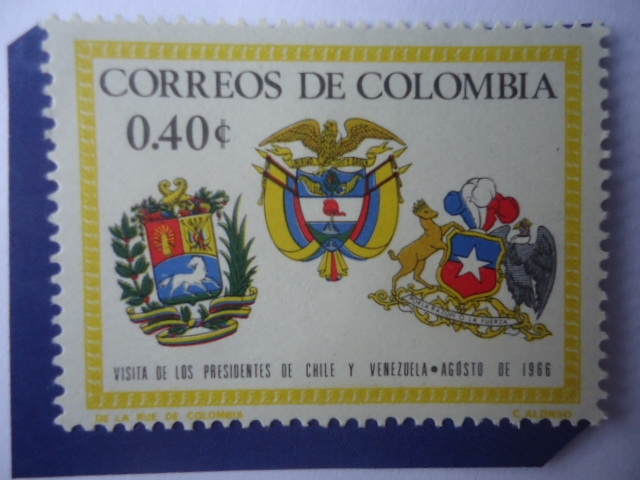 CORREOS DE COLOMBIA
0.40¢
VISITA DE LOS PRESIDENTES DE CHILE Y VENEZUELA • AGOSTO DE 1966
DE LA RUE DE COLOMBIA
C. ALONSO